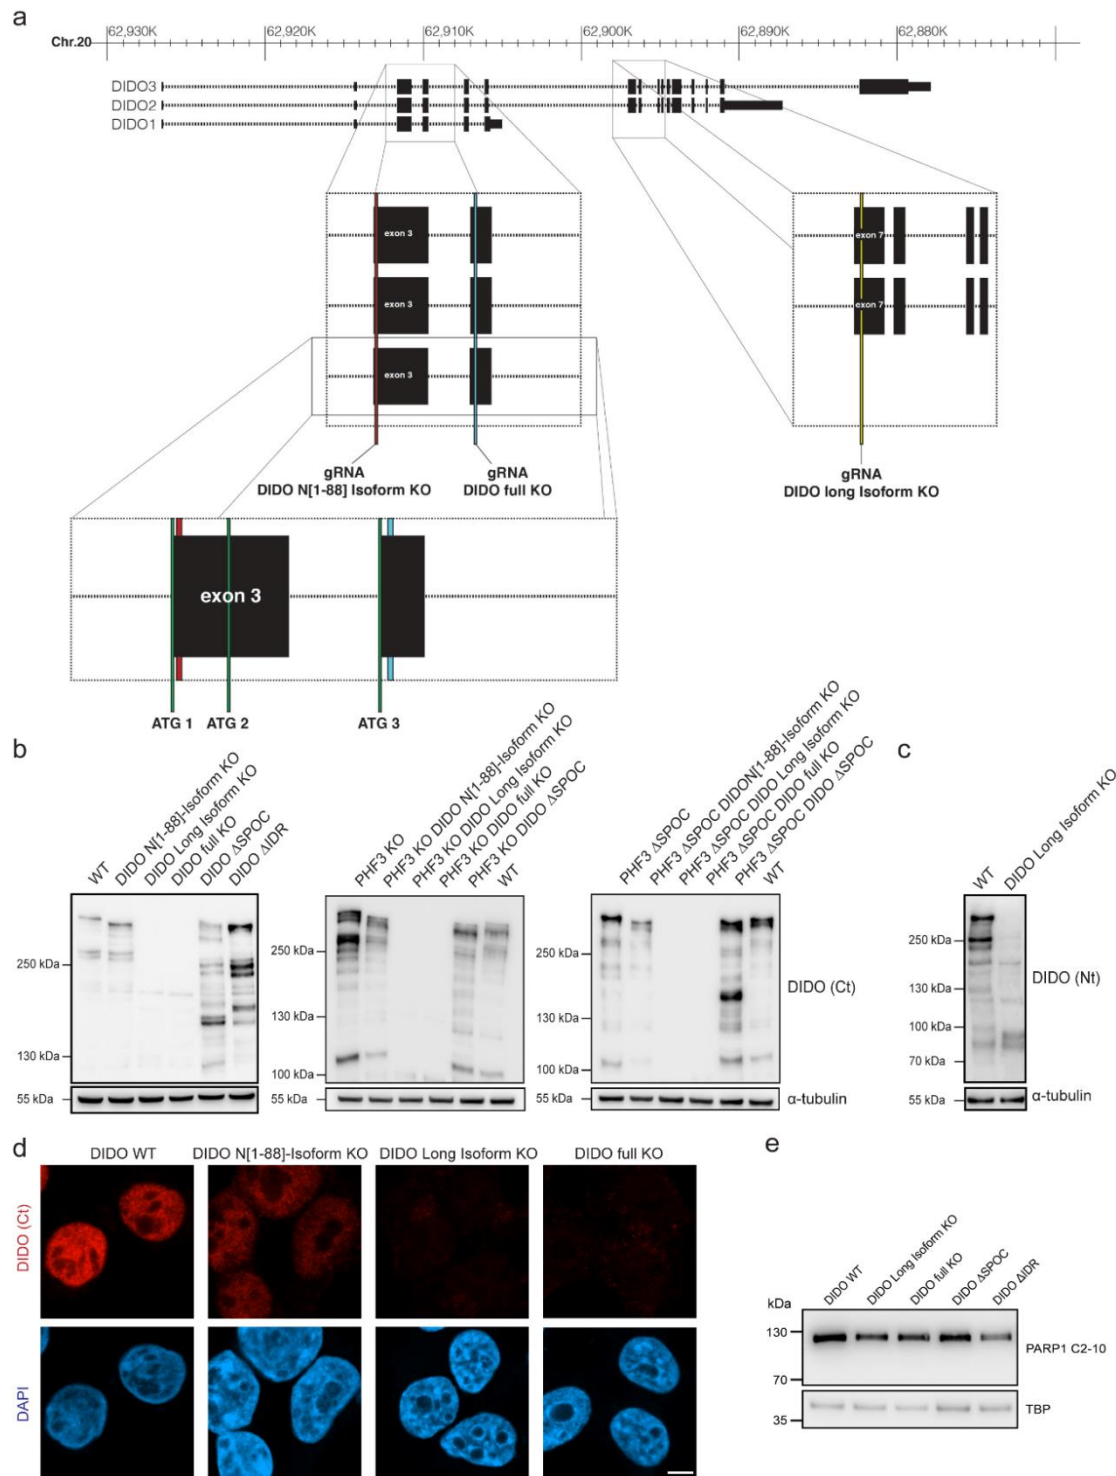 a
Chr.20
62,930K 62,920K 62,910K 62,900K 62,890K 62,880K
DIDO3
DIDO2
DIDO1
exon 3
exon 3
exon 3
exon 7
exon 7
gRNA
DIDO N[1-88] Isoform KO
gRNA
DIDO full KO
gRNA
DIDO long Isoform KO
exon 3
ATG 1 ATG 2 ATG 3
b
WT
DIDO N[1-88]-Isoform KO
DIDO Long Isoform KO
DIDO full KO
DIDO ΔSPOC
DIDO ΔIDR
250 kDa
130 kDa
55 kDa
PHF3 KO
PHF3 KO DIDO N[1-88]-Isoform KO
PHF3 KO DIDO Long Isoform KO
PHF3 KO DIDO full KO
PHF3 KO DIDO ΔSPOC
WT
250 kDa
130 kDa
100 kDa
55 kDa
PHF3 ΔSPOC
PHF3 ΔSPOC DIDON[1-88]-Isoform KO
PHF3 ΔSPOC DIDO Long Isoform KO
PHF3 ΔSPOC DIDO full KO
PHF3 ΔSPOC DIDO ΔSPOC
WT
250 kDa
130 kDa
100 kDa
55 kDa
DIDO (Ct)
α-tubulin
c
WT
DIDO Long Isoform KO
250 kDa
130 kDa
100 kDa
70 kDa
55 kDa
DIDO (Nt)
α-tubulin
d
DIDO WT DIDO N[1-88]-Isoform KO DIDO Long Isoform KO DIDO full KO
DIDO (Ct)
DAPI
e
DIDO WT
DIDO Long Isoform KO
DIDO full KO
DIDO ΔSPOC
DIDO ΔIDR
kDa
130
70
35
PARP1 C2-10
TBP